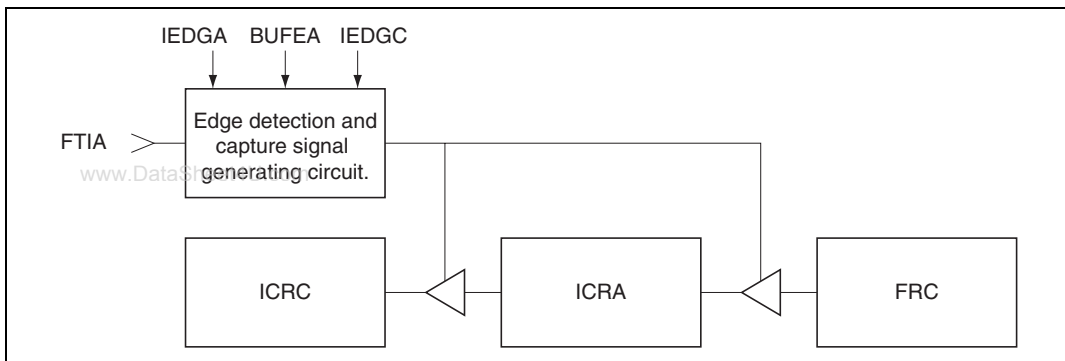 IEDGA BUFEA IEDGC
Edge detection and
capture signal
generating circuit.
FTIA
www.DataSheet4U.com
ICRC
ICRA
FRC